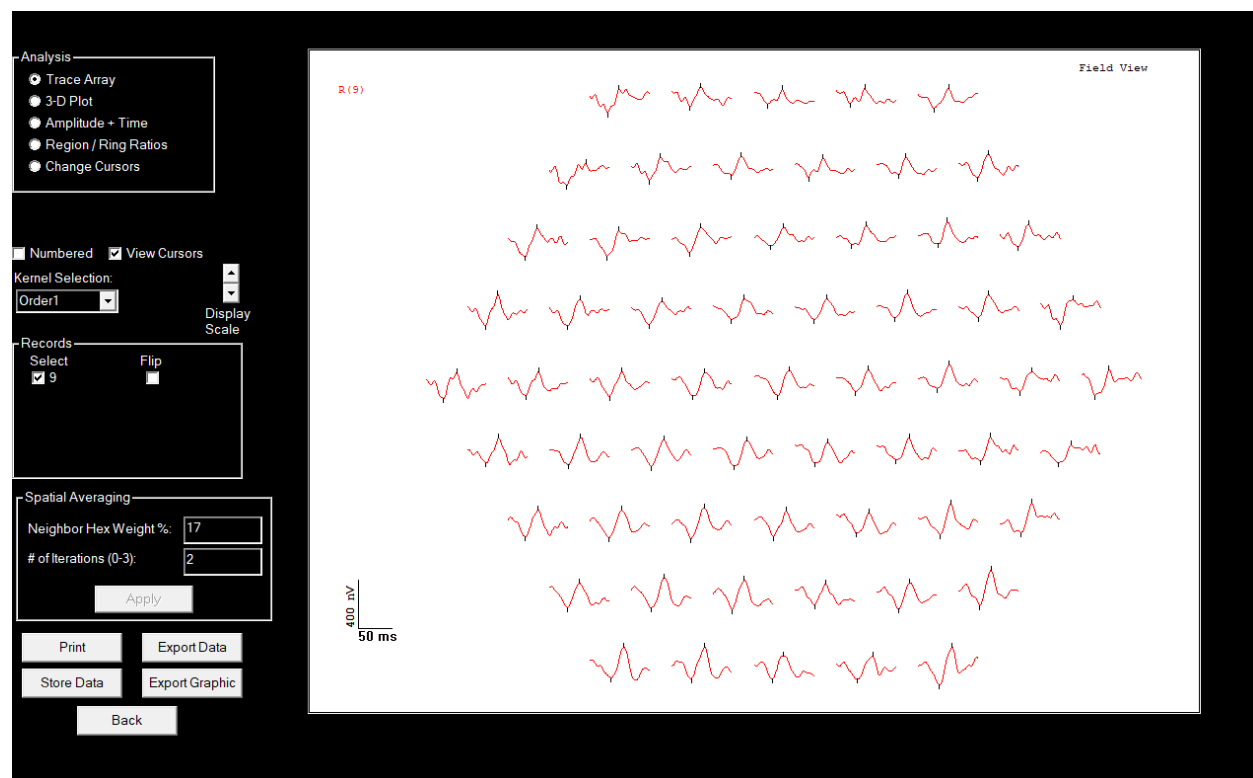 Analysis
Trace Array
3-D Plot
Amplitude + Time
Region / Ring Ratios
Change Cursors
Numbered
View Cursors
Kernel Selection:
Order1
Display
Scale
Records
Select
Flip
9
Spatial Averaging
Neighbor Hex Weight %:
17
# of Iterations (0-3):
2
Apply
Print
Export Data
Store Data
Export Graphic
Back
R(9)
Field View
400 nV
50 ms